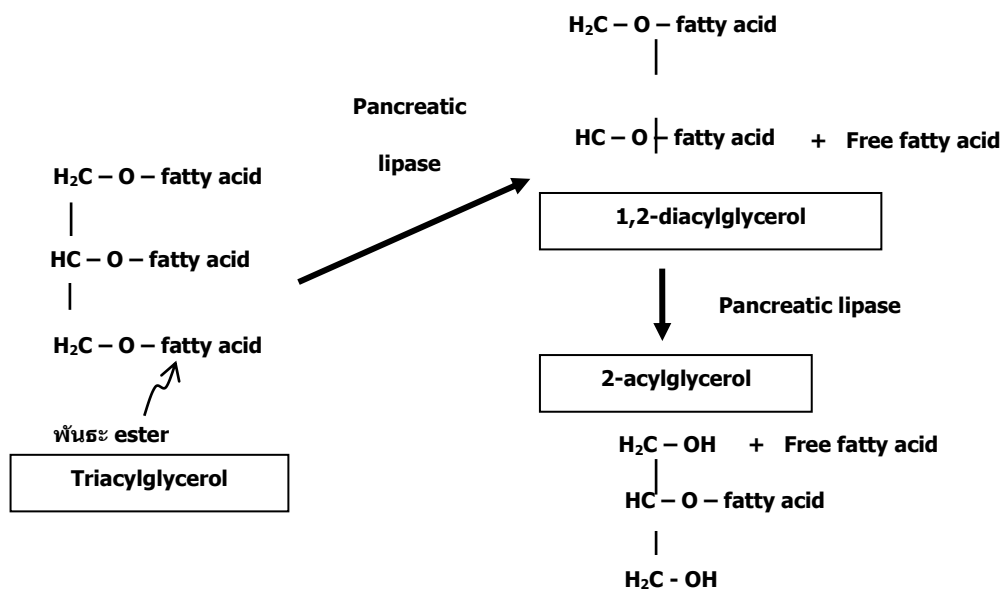 H₂C – O – fatty acid
HC – O – fatty acid
H₂C – O – fatty acid
พันธะ ester
Triacylglycerol
Pancreatic
lipase
H₂C – O – fatty acid
HC – O – fatty acid + Free fatty acid
1,2-diacylglycerol
Pancreatic lipase
2-acylglycerol
H₂C – OH + Free fatty acid
HC – O – fatty acid
H₂C - OH